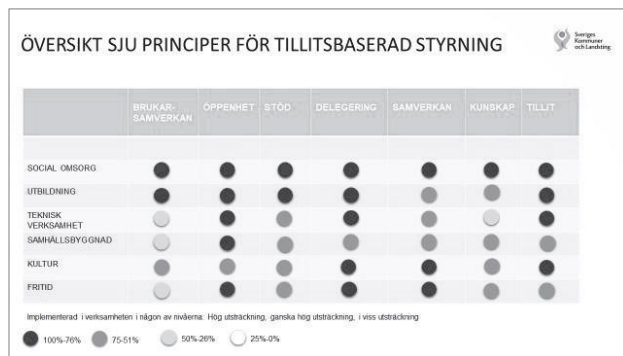 ÖVERSIKT SJU PRINCIPER FÖR TILLITSBASERAD STYRNING
Sveriges
Kommuner
och Landsting
BRUKAR-
SAMVERKAN
ÖPPENHET
STÖD
DELEGERING
SAMVERKAN
KUNSKAP
TILLIT
SOCIAL OMSORG
UTBILDNING
TEKNISK
VERKSAMHET
SAMHÄLLSBYGGNAD
KULTUR
FRITID
Implementerad i verksamheten i någon av nivåerna: Hög utsträckning, ganska hög utsträckning, i viss utsträckning
100%-76% 75-51% 50%-26% 25%-0%